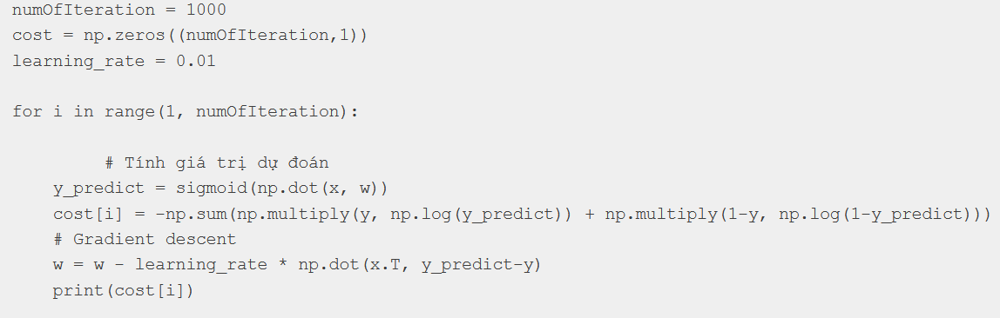 numOfIteration = 1000
cost = np.zeros((numOfIteration,1))
learning_rate = 0.01
for i in range(1, numOfIteration):
# Tính giá trị dự đoán
y_predict = sigmoid(np.dot(x, w))
cost[i] = -np.sum(np.multiply(y, np.log(y_predict)) + np.multiply(1-y, np.log(1-y_predict)))
# Gradient descent
w = w - learning_rate * np.dot(x.T, y_predict-y)
print(cost[i])